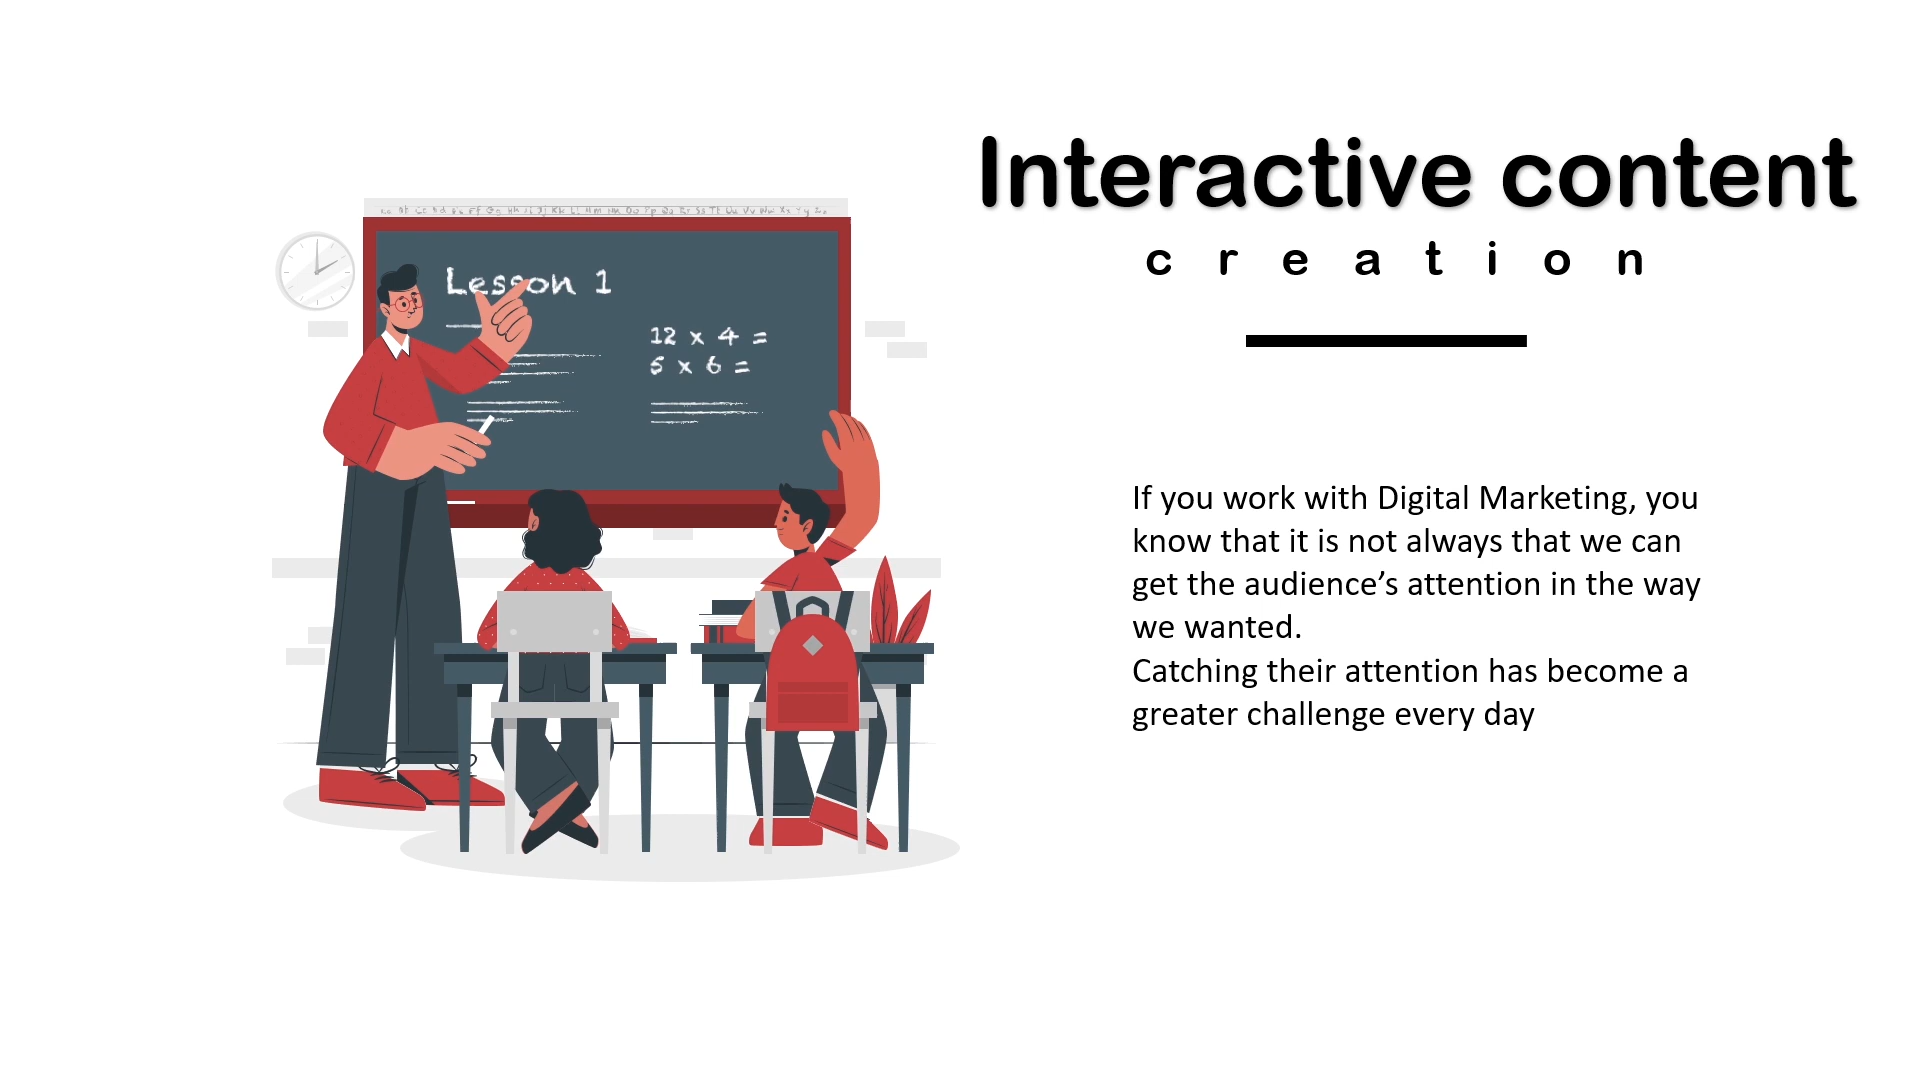 Interactive content
creation
Lesson 1
12 x 4 =
5 x 6 =
If you work with Digital Marketing, you
know that it is not always that we can
get the audience’s attention in the way
we wanted.
Catching their attention has become a
greater challenge every day